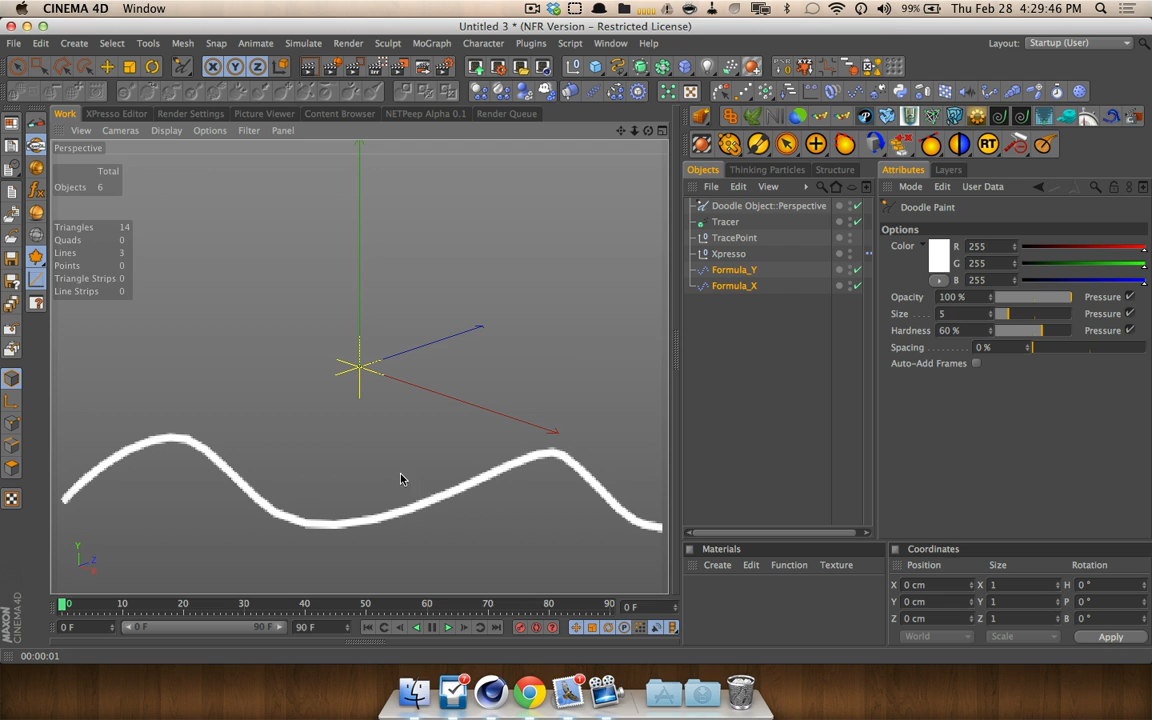 CINEMA 4D Window 99% Thu Feb 28 4:29:46 PM
Untitled 3 * (NFR Version - Restricted License)
File Edit Create Select Tools Mesh Snap Animate Simulate Render Sculpt MoGraph Character Plugins Script Window Help Layout: Startup (User)
X Y Z
Work XPresso Editor Render Settings Picture Viewer Content Browser NETPeep Alpha 0.1 Render Queue
View Cameras Display Options Filter Panel
RT
Perspective
Total
Objects 6
Triangles 14
Quads 0
Lines 3
Points 0
Triangle Strips 0
Line Strips 0
Y
Z
Objects Thinking Particles Structure
File Edit View
Doodle Object::Perspective
Tracer
TracePoint
Xpresso
Formula_Y
Formula_X
Attributes Layers
Mode Edit User Data
Doodle Paint
Options
Color R 255
G 255
B 255
Opacity 100 % Pressure
Size 5 Pressure
Hardness 60 % Pressure
Spacing 0 %
Auto-Add Frames
Materials
Create Edit Function Texture
Coordinates
Position Size Rotation
X 0 cm X 1 H 0 °
Y 0 cm Y 1 P 0 °
Z 0 cm Z 1 B 0 °
World Scale Apply
0 10 20 30 40 50 60 70 80 90 0 F
0 F 0 F 90 F 90 F
MAXON
CINEMA 4D
00:00:01
7
1